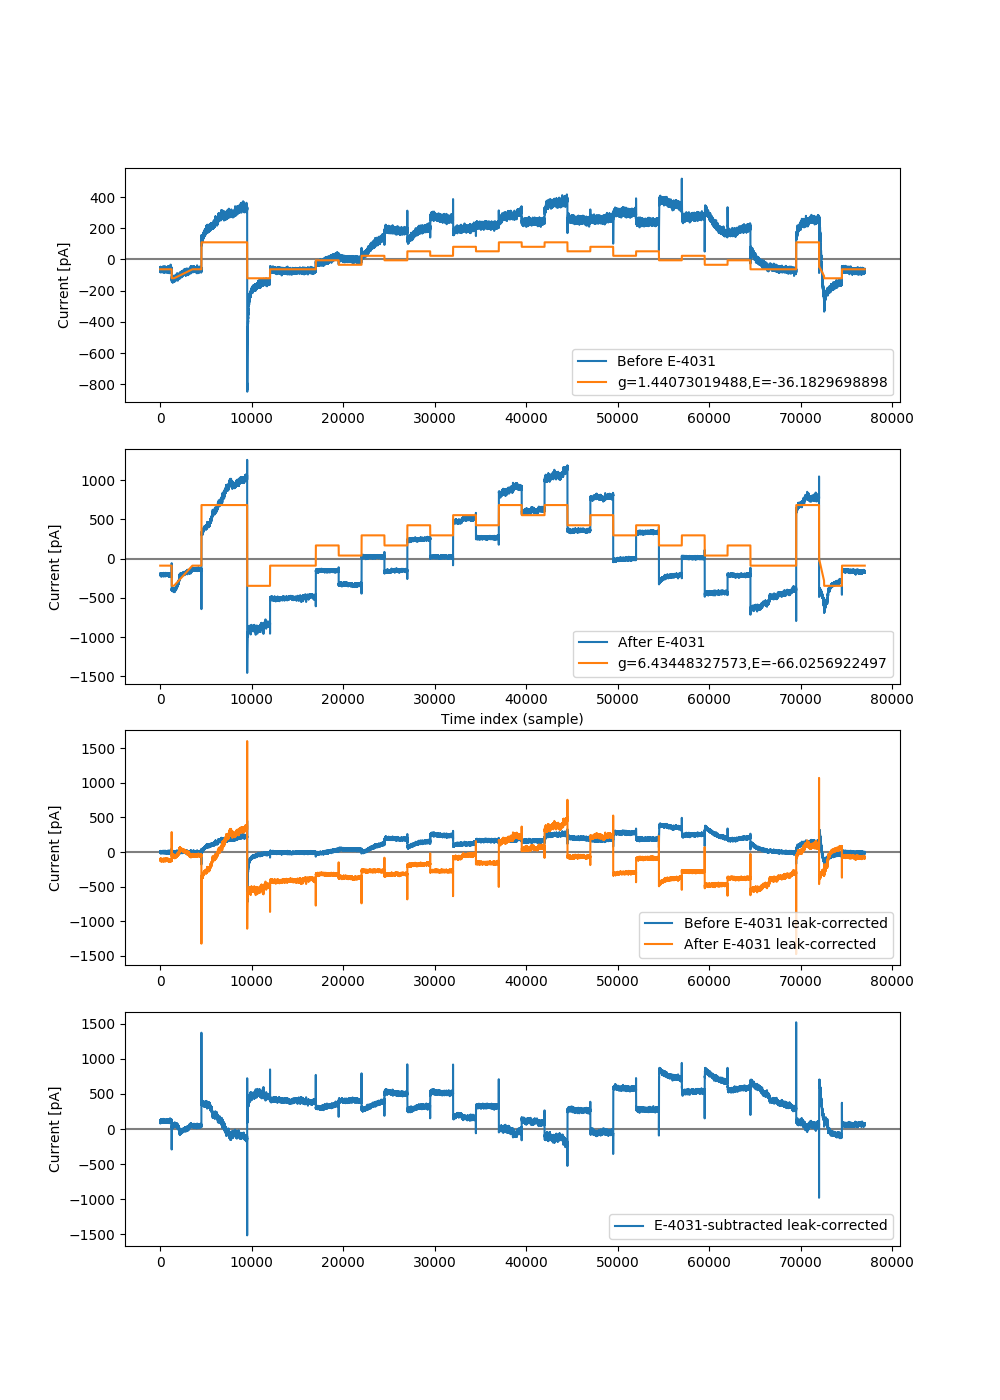 400
200
0
−200
−400
−600
−800
Current [pA]
Before E-4031
g=1.44073019488,E=-36.1829698898
0 10000 20000 30000 40000 50000 60000 70000 80000
1000
500
0
−500
−1000
−1500
Current [pA]
After E-4031
g=6.43448327573,E=-66.0256922497
0 10000 20000 30000 40000 50000 60000 70000 80000
Time index (sample)
1500
1000
500
0
−500
−1000
−1500
Current [pA]
Before E-4031 leak-corrected
After E-4031 leak-corrected
0 10000 20000 30000 40000 50000 60000 70000 80000
1500
1000
500
0
−500
−1000
−1500
Current [pA]
E-4031-subtracted leak-corrected
0 10000 20000 30000 40000 50000 60000 70000 80000